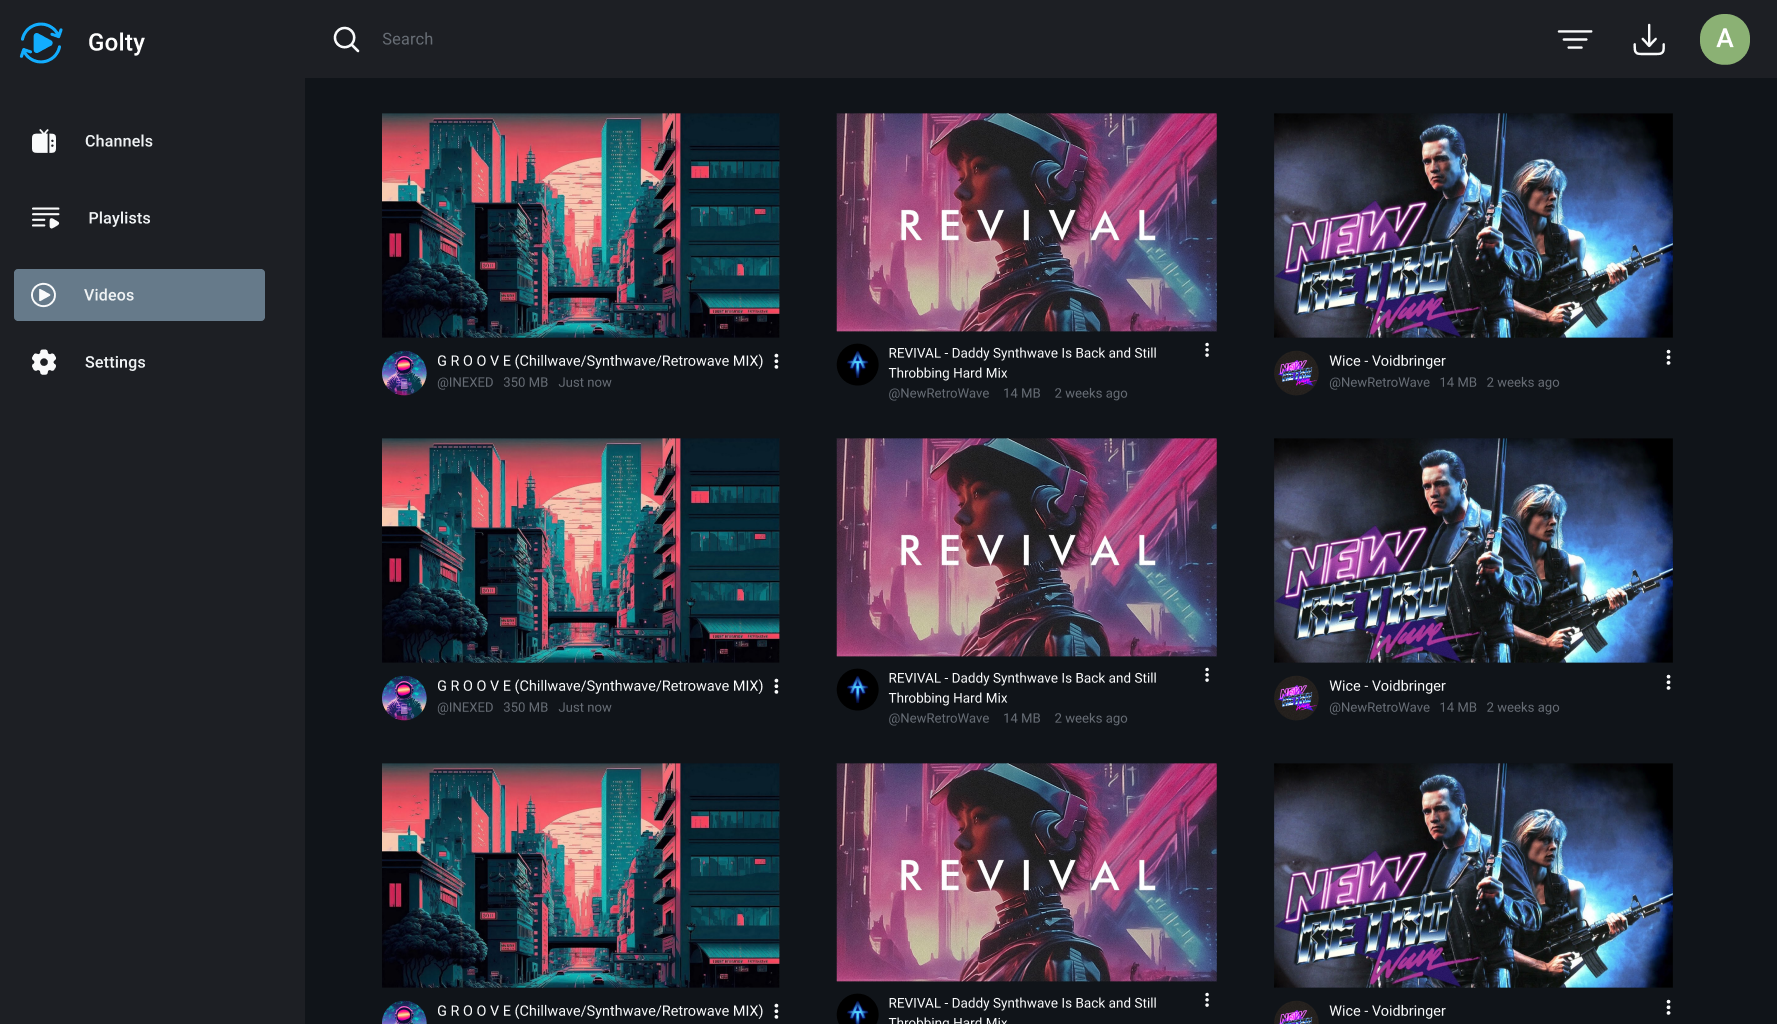 Golty
Search
A
Channels
Playlists
Videos
Settings
REVIVAL
NEW
RETRO
Wave
G R O O V E (Chillwave/Synthwave/Retrowave MIX)
@INEXED 350 MB Just now
REVIVAL - Daddy Synthwave Is Back and Still
Throbbing Hard Mix
@NewRetroWave 14 MB 2 weeks ago
Wice - Voidbringer
@NewRetroWave 14 MB 2 weeks ago
REVIVAL
NEW
RETRO
Wave
G R O O V E (Chillwave/Synthwave/Retrowave MIX)
@INEXED 350 MB Just now
REVIVAL - Daddy Synthwave Is Back and Still
Throbbing Hard Mix
@NewRetroWave 14 MB 2 weeks ago
Wice - Voidbringer
@NewRetroWave 14 MB 2 weeks ago
REVIVAL
NEW
RETRO
Wave
G R O O V E (Chillwave/Synthwave/Retrowave MIX)
REVIVAL - Daddy Synthwave Is Back and Still
Throbbing Hard Mix
Wice - Voidbringer